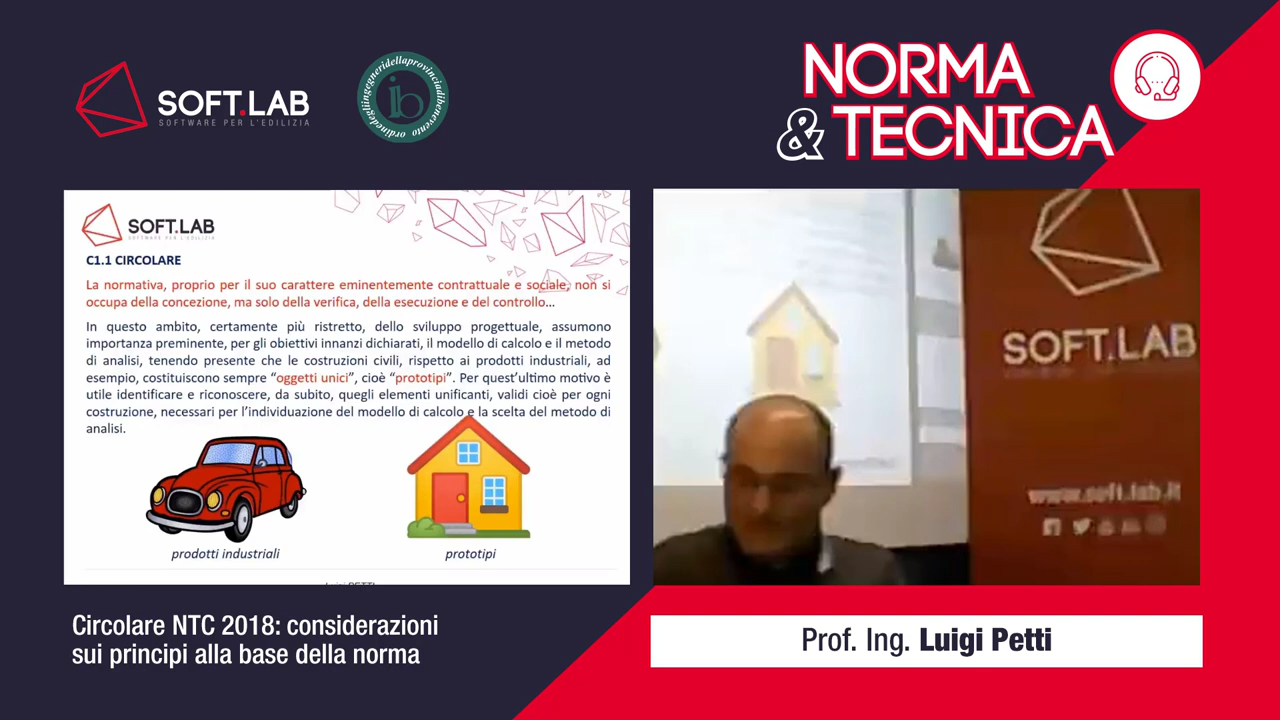 SOFT.LAB
SOFTWARE PER L'EDILIZIA
ordinedegliingegneridellaprovinciadibenevento
ib
NORMA
& TECNICA
SOFT.LAB
SOFTWARE PER L'EDILIZIA
C1.1 CIRCOLARE
La normativa, proprio per il suo carattere eminentemente contrattuale e sociale, non si
occupa della concezione, ma solo della verifica, della esecuzione e del controllo…
In questo ambito, certamente più ristretto, dello sviluppo progettuale, assumono
importanza preminente, per gli obiettivi innanzi dichiarati, il modello di calcolo e il metodo
di analisi, tenendo presente che le costruzioni civili, rispetto ai prodotti industriali, ad
esempio, costituiscono sempre “oggetti unici”, cioè “prototipi”. Per quest’ultimo motivo è
utile identificare e riconoscere, da subito, quegli elementi unificanti, validi cioè per ogni
costruzione, necessari per l’individuazione del modello di calcolo e la scelta del metodo di
analisi.
prodotti industriali
prototipi
Luigi PETTI
SOFT.LAB
www.soft.lab.it
Circolare NTC 2018: considerazioni
sui principi alla base della norma
Prof. Ing. Luigi Petti